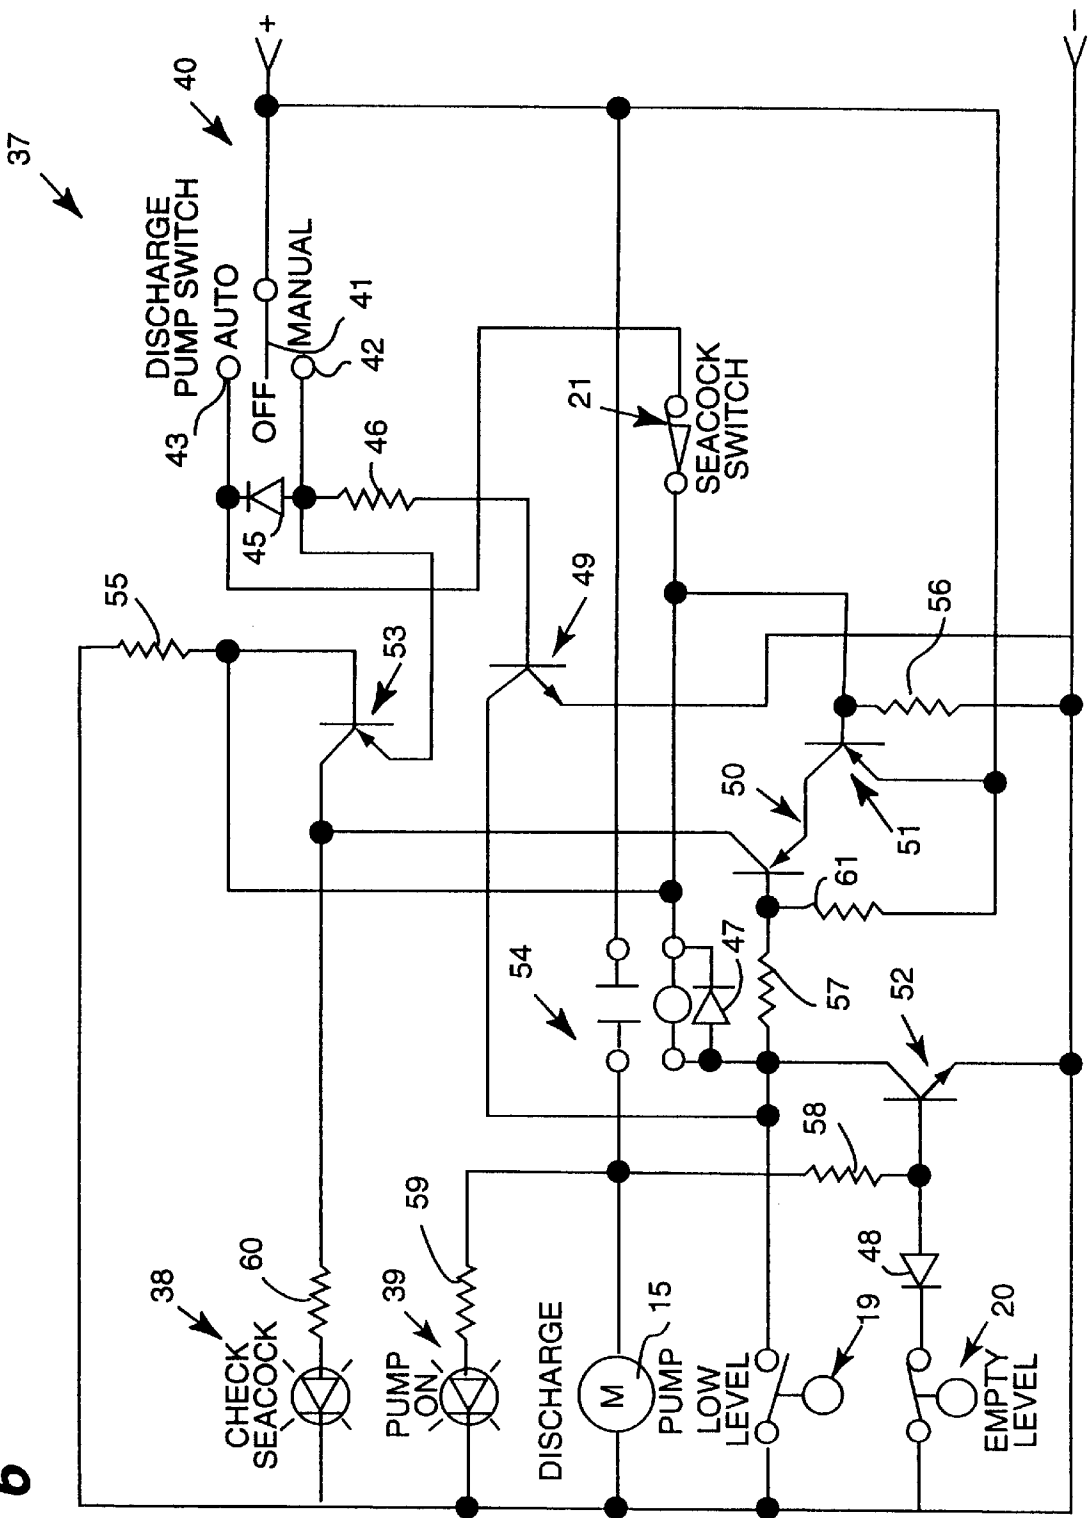 37
40
+
-
DISCHARGE
PUMP SWITCH
43
AUTO
OFF
MANUAL
41
42
45
46
55
53
49
21
SEACOCK
SWITCH
56
50
51
61
54
47
57
52
58
38
60
CHECK
SEACOCK
59
39
PUMP
ON
DISCHARGE
PUMP
M
15
LOW
LEVEL
48
19
20
EMPTY
LEVEL